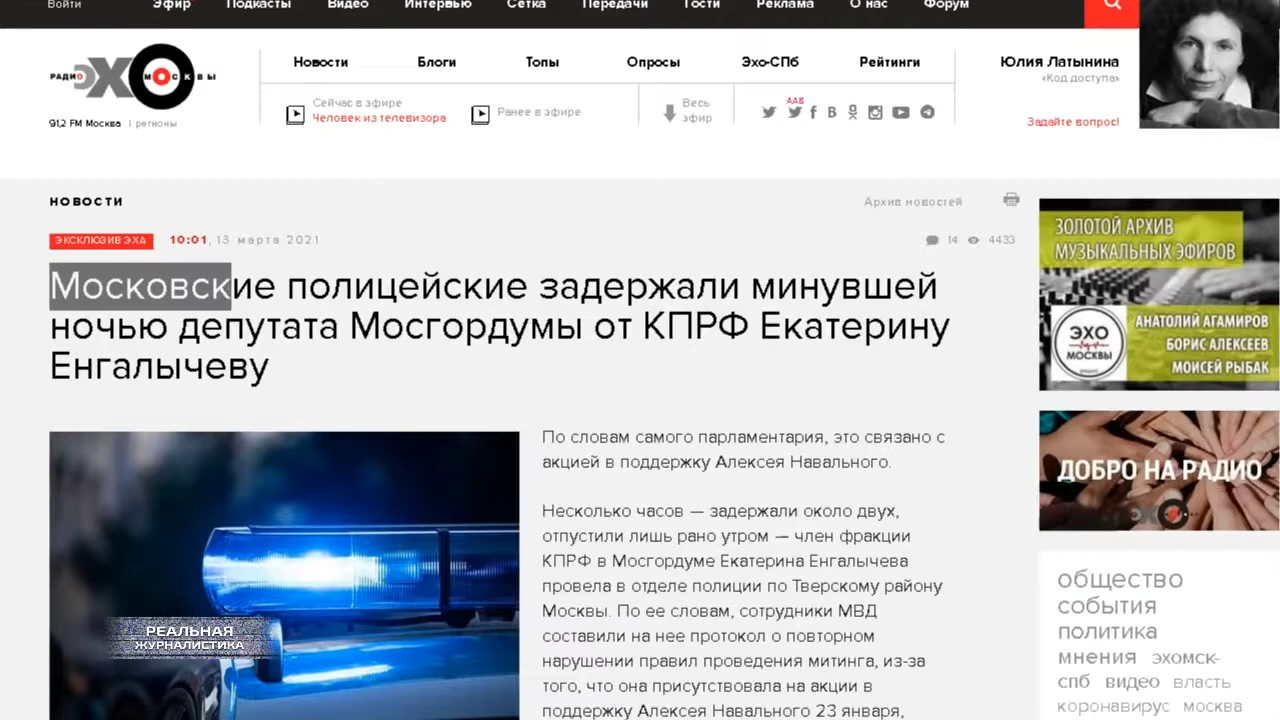 Войти
Эфир
Подкасты
Видео
Интервью
Сетка
Передачи
Гости
Реклама
О нас
Форум
РАДИО ЭХО МОСКВЫ
91,2 FM Москва | регионы
Новости
Блоги
Топы
Опросы
Эхо-СПб
Рейтинги
Сейчас в эфире
Человек из телевизора
Ранее в эфире
Весь
эфир
ААВ
Юлия Латынина
«Код доступа»
Задайте вопрос!
НОВОСТИ
Архив новостей
ЭКСКЛЮЗИВ ЭХА
10:01, 13 марта 2021
14
4433
Московские полицейские задержали минувшей
ночью депутата Мосгордумы от КПРФ Екатерину
Енгалычеву
По словам самого парламентария, это связано с
акцией в поддержку Алексея Навального.
Несколько часов — задержали около двух,
отпустили лишь рано утром — член фракции
КПРФ в Мосгордуме Екатерина Енгалычева
провела в отделе полиции по Тверскому району
Москвы. По ее словам, сотрудники МВД
составили на нее протокол о повторном
нарушении правил проведения митинга, из-за
того, что она присутствовала на акции в
поддержку Алексея Навального 23 января,
РЕАЛЬНАЯ
ЖУРНАЛИСТИКА
ЗОЛОТОЙ АРХИВ
МУЗЫКАЛЬНЫХ ЭФИРОВ
ЭХО
МОСКВЫ
радио
АНАТОЛИЙ АГАМИРОВ
БОРИС АЛЕКСЕЕВ
МОИСЕЙ РЫБАК
ДОБРО НА РАДИО
общество
события
политика
мнения эхомск-
спб видео власть
коронавирус москва